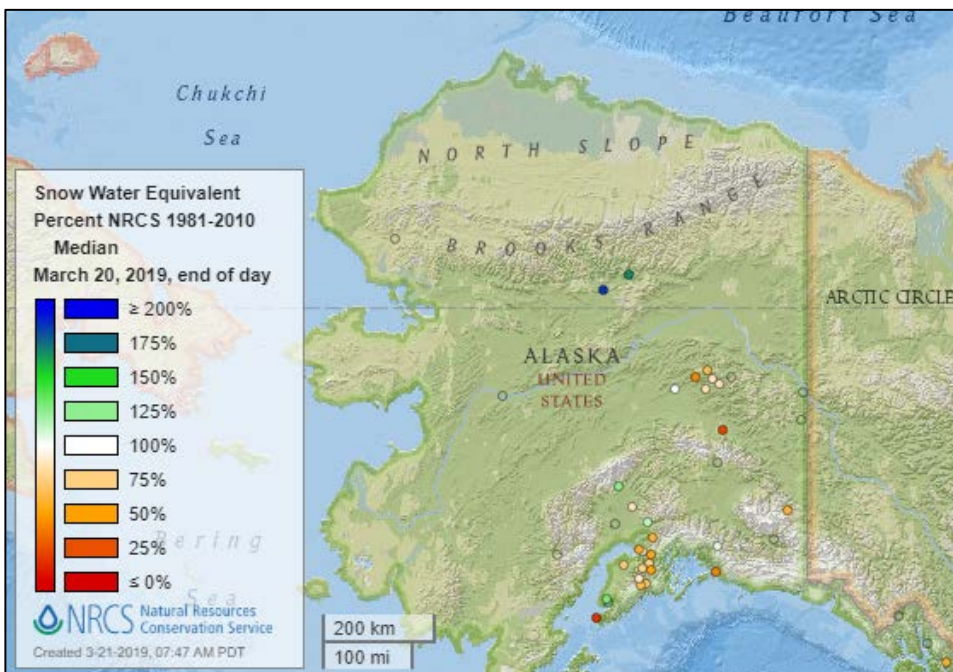 Beaufort Sea
Chukchi
Sea
NORTH SLOPE
BROOKS RANGE
ARCTIC CIRCLE
ALASKA
UNITED
STATES
Bering
Sea
Snow Water Equivalent
Percent NRCS 1981-2010
Median
March 20, 2019, end of day
≥ 200%
175%
150%
125%
100%
75%
50%
25%
≤ 0%
NRCS Natural Resources
Conservation Service
Created 3-21-2019, 07:47 AM PDT
200 km
100 mi